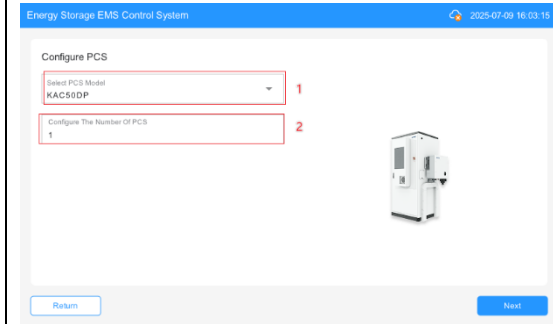 Energy Storage EMS Control System
2025-07-09 16:03:15
Configure PCS
Select PCS Model
KAC50DP
1
Configure The Number Of PCS
1
2
Return
Next